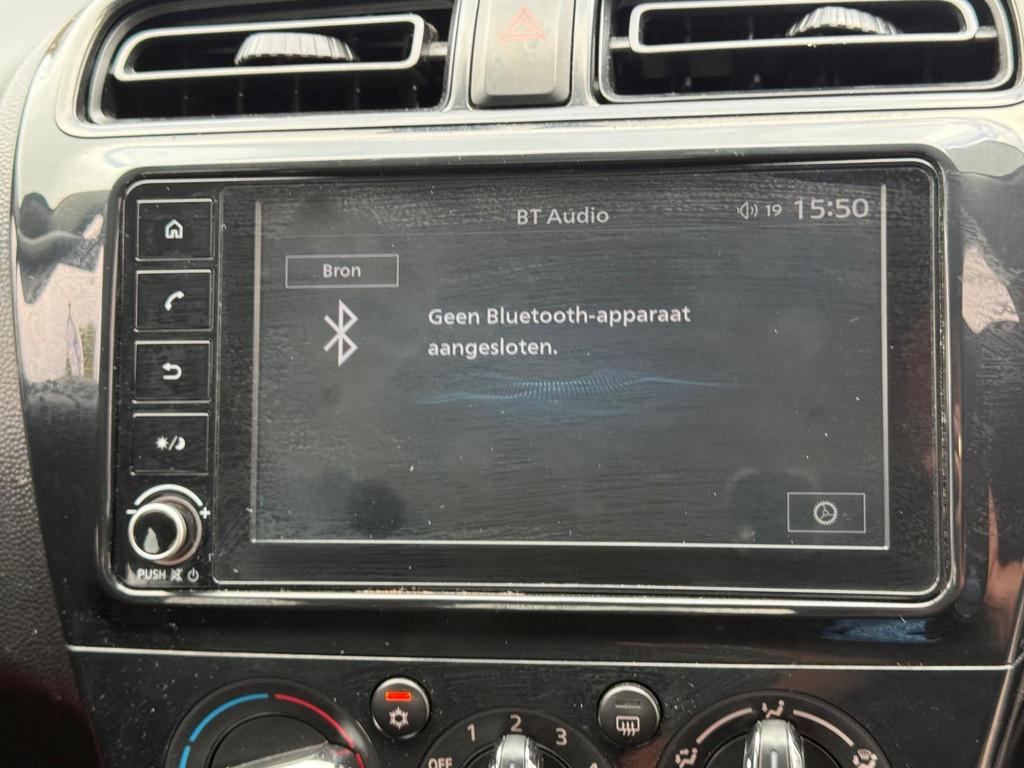 BT Audio
19 15:50
Bron
Geen Bluetooth-apparaat
aangesloten.
- +
PUSH
1 2 3
OFF